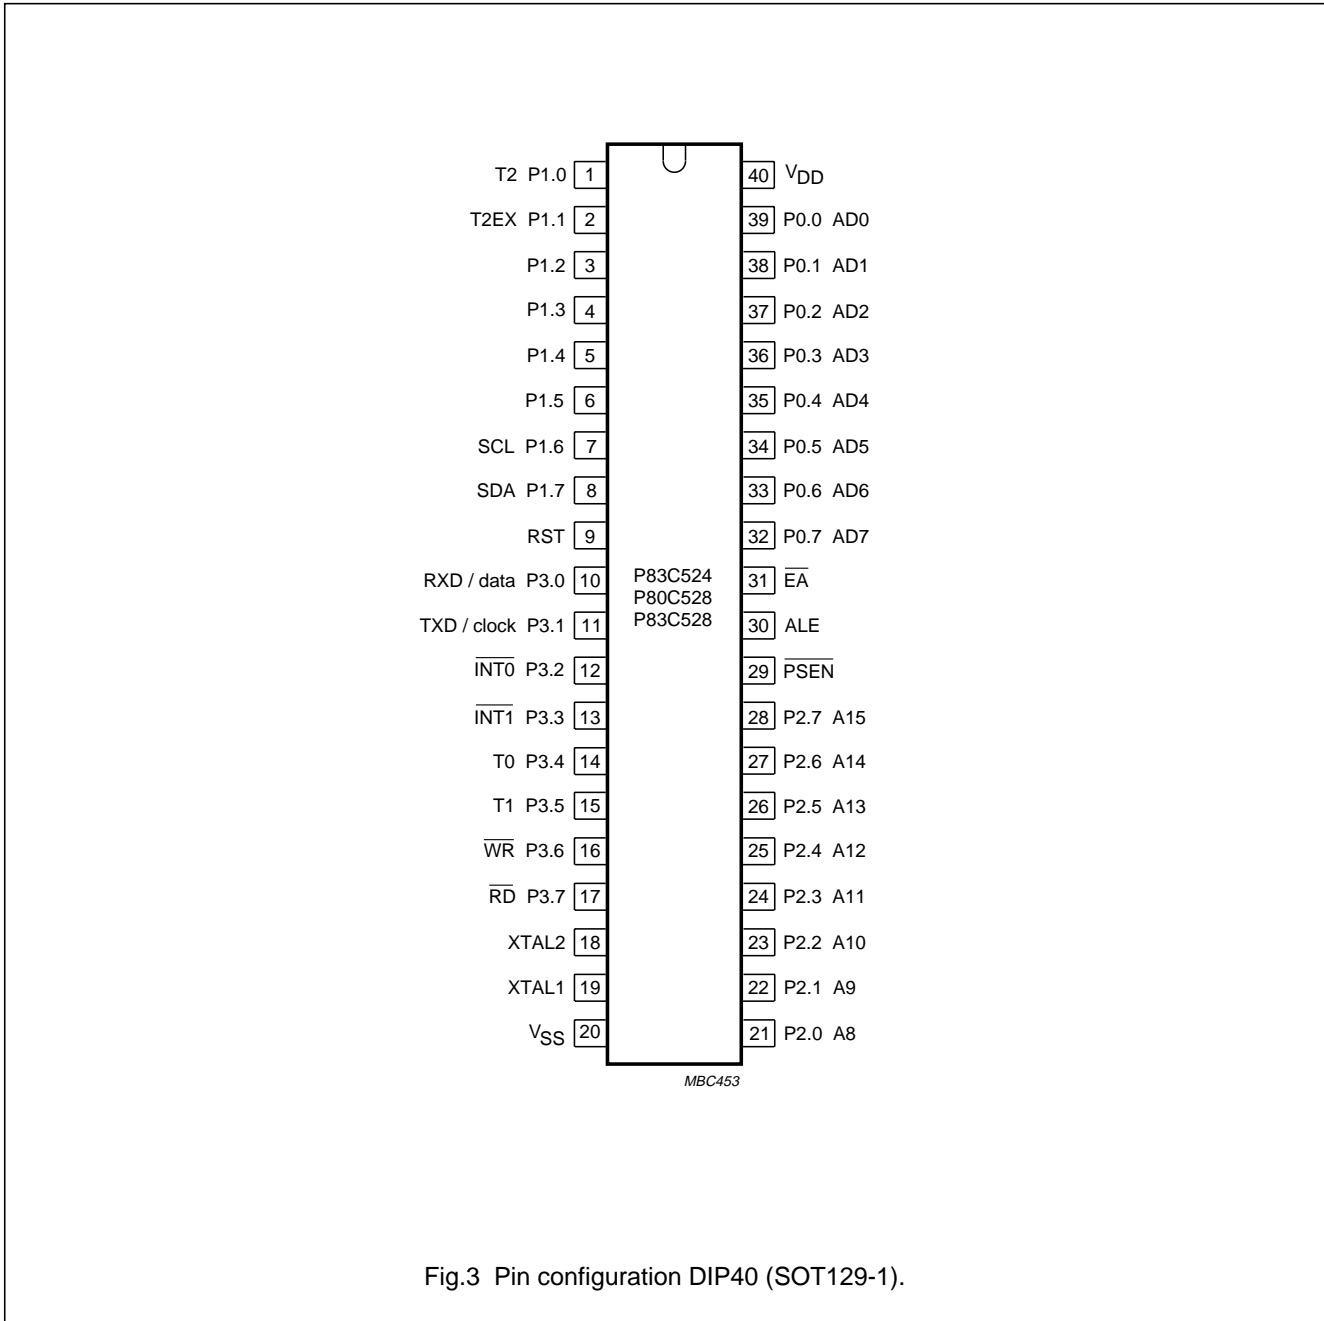 T2 P1.0 1 40 VDD
T2EX P1.1 2 39 P0.0 AD0
P1.2 3 38 P0.1 AD1
P1.3 4 37 P0.2 AD2
P1.4 5 36 P0.3 AD3
P1.5 6 35 P0.4 AD4
SCL P1.6 7 34 P0.5 AD5
SDA P1.7 8 33 P0.6 AD6
RST 9 32 P0.7 AD7
RXD / data P3.0 10 P83C524 31 E̅A̅
P80C528
TXD / clock P3.1 11 P83C528 30 ALE
I̅N̅T̅0̅ P3.2 12 29 P̅S̅E̅N̅
I̅N̅T̅1̅ P3.3 13 28 P2.7 A15
T0 P3.4 14 27 P2.6 A14
T1 P3.5 15 26 P2.5 A13
W̅R̅ P3.6 16 25 P2.4 A12
R̅D̅ P3.7 17 24 P2.3 A11
XTAL2 18 23 P2.2 A10
XTAL1 19 22 P2.1 A9
VSS 20 21 P2.0 A8
MBC453
Fig.3 Pin configuration DIP40 (SOT129-1).